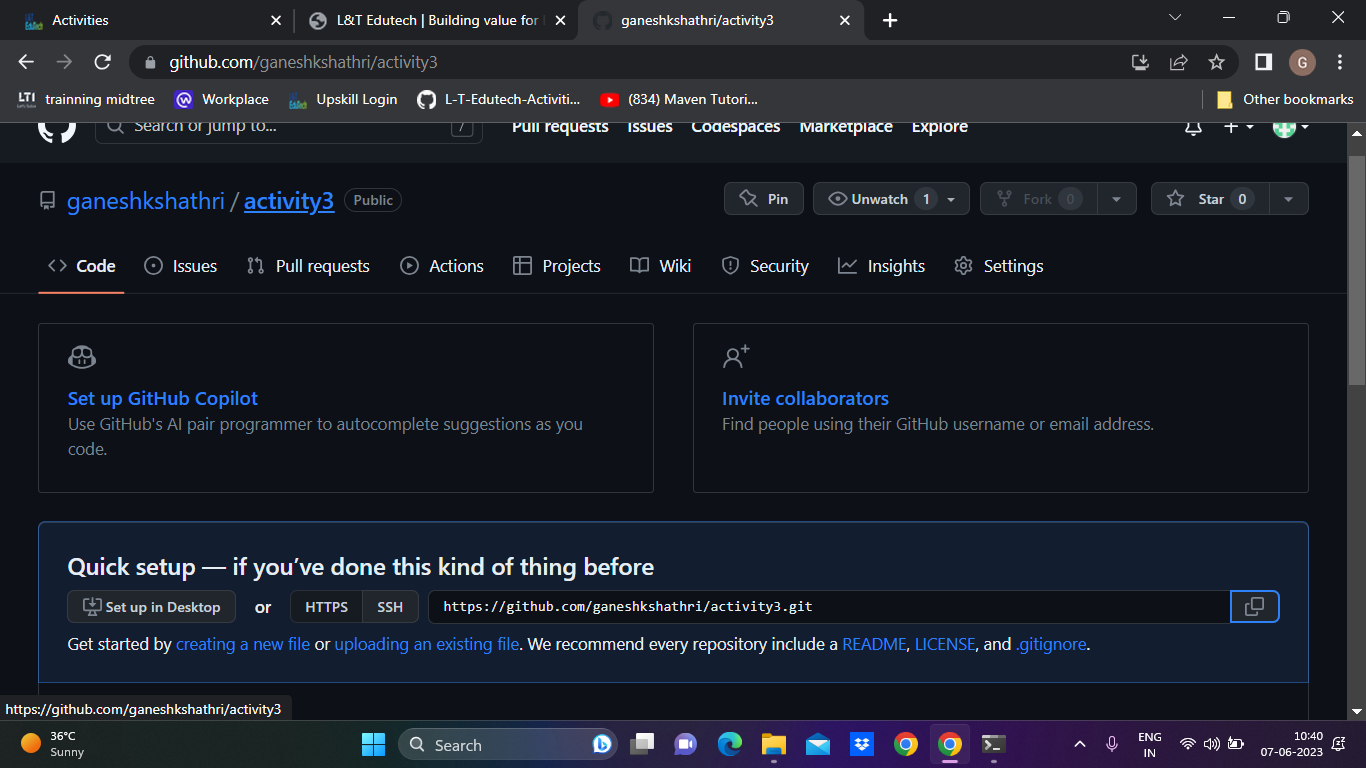 Activities
L&T Edutech | Building value for
ganeshkshathri/activity3
github.com/ganeshkshathri/activity3
G
LTI trainning midtree
Workplace
Upskill Login
L-T-Edutech-Activiti...
(834) Maven Tutori...
Other bookmarks
Search or jump to...
/
Pull requests
Issues
Codespaces
Marketplace
Explore
ganeshkshathri / activity3
Public
Pin
Unwatch 1
Fork 0
Star 0
Code
Issues
Pull requests
Actions
Projects
Wiki
Security
Insights
Settings
Set up GitHub Copilot
Use GitHub's AI pair programmer to autocomplete suggestions as you
code.
Invite collaborators
Find people using their GitHub username or email address.
Quick setup — if you’ve done this kind of thing before
Set up in Desktop or HTTPS SSH https://github.com/ganeshkshathri/activity3.git
Get started by creating a new file or uploading an existing file. We recommend every repository include a README, LICENSE, and .gitignore.
https://github.com/ganeshkshathri/activity3
36°C
Sunny
Search
ENG
IN
10:40
07-06-2023